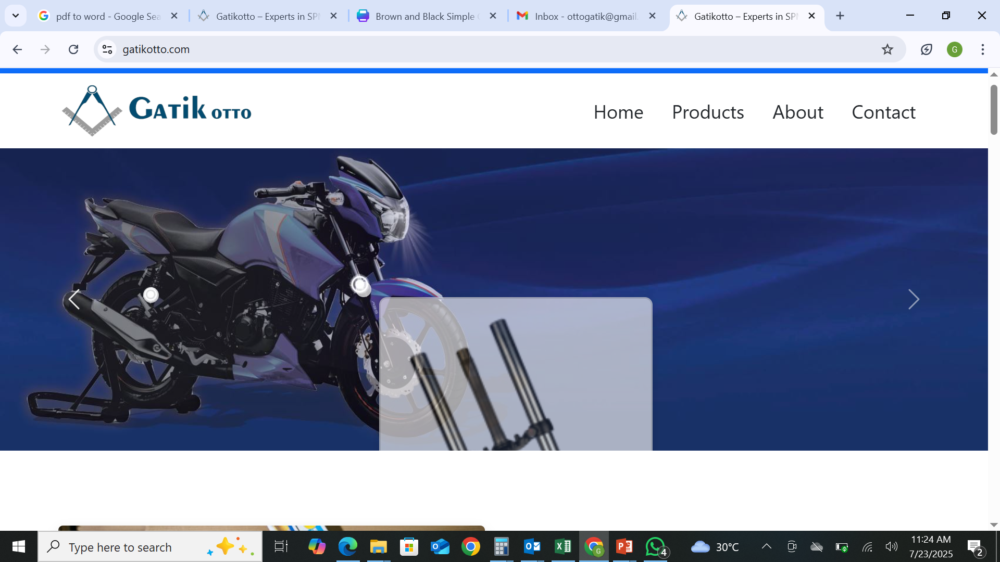 pdf to word - Google Sea
Gatikotto – Experts in SP
Brown and Black Simple
Inbox - ottogatik@gmail.
Gatikotto – Experts in SP
gatikotto.com
G
GATiK OTTO
Home
Products
About
Contact
Type here to search
G
4
30°C
11:24 AM
7/23/2025
2